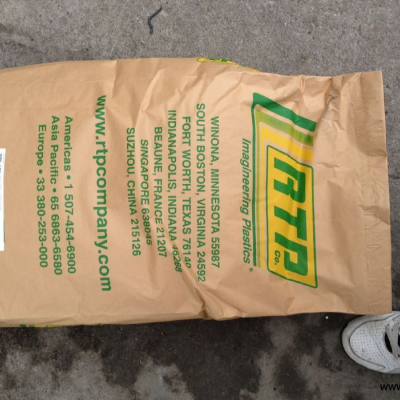 RTP
Co.
Imagineering Plastics®
WINONA, MINNESOTA 55987
SOUTH BOSTON, VIRGINIA 24592
FORT WORTH, TEXAS 76140
INDIANAPOLIS, INDIANA 46268
BEAUNE, FRANCE 21207
SINGAPORE 638045
SUZHOU, CHINA 215126
www.rtpcompany.com
Americas • 1 507-454-6900
Asia Pacific • 65 6863-6580
Europe • 33 380-253-000
www